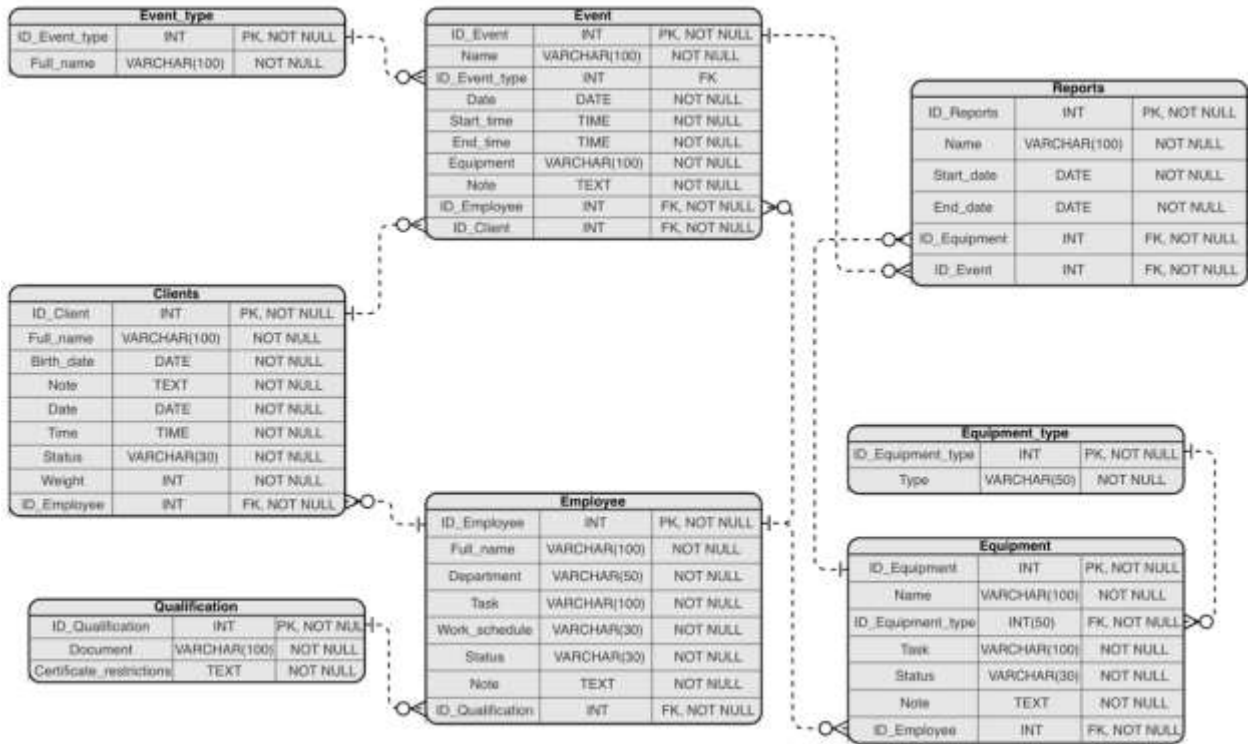 Event_type
ID_Event_type INT PK, NOT NULL
Full_name VARCHAR(100) NOT NULL
Event
ID_Event INT PK, NOT NULL
Name VARCHAR(100) NOT NULL
ID_Event_type INT FK
Date DATE NOT NULL
Start_time TIME NOT NULL
End_time TIME NOT NULL
Equipment VARCHAR(100) NOT NULL
Note TEXT NOT NULL
ID_Employee INT FK, NOT NULL
ID_Client INT FK, NOT NULL
Reports
ID_Reports INT PK, NOT NULL
Name VARCHAR(100) NOT NULL
Start_date DATE NOT NULL
End_date DATE NOT NULL
ID_Equipment INT FK, NOT NULL
ID_Event INT FK, NOT NULL
Clients
ID_Client INT PK, NOT NULL
Full_name VARCHAR(100) NOT NULL
Birth_date DATE NOT NULL
Note TEXT NOT NULL
Date DATE NOT NULL
Time TIME NOT NULL
Status VARCHAR(30) NOT NULL
Weight INT NOT NULL
ID_Employee INT FK, NOT NULL
Equipment_type
ID_Equipment_type INT PK, NOT NULL
Type VARCHAR(50) NOT NULL
Employee
ID_Employee INT PK, NOT NULL
Full_name VARCHAR(100) NOT NULL
Department VARCHAR(50) NOT NULL
Task VARCHAR(100) NOT NULL
Work_schedule VARCHAR(30) NOT NULL
Status VARCHAR(30) NOT NULL
Note TEXT NOT NULL
ID_Qualification INT FK, NOT NULL
Equipment
ID_Equipment INT PK, NOT NULL
Name VARCHAR(100) NOT NULL
ID_Equipment_type INT(50) FK, NOT NULL
Task VARCHAR(100) NOT NULL
Status VARCHAR(30) NOT NULL
Note TEXT NOT NULL
ID_Employee INT FK, NOT NULL
Qualification
ID_Qualification INT PK, NOT NUL
Document VARCHAR(100) NOT NULL
Certificate_restrictions TEXT NOT NULL